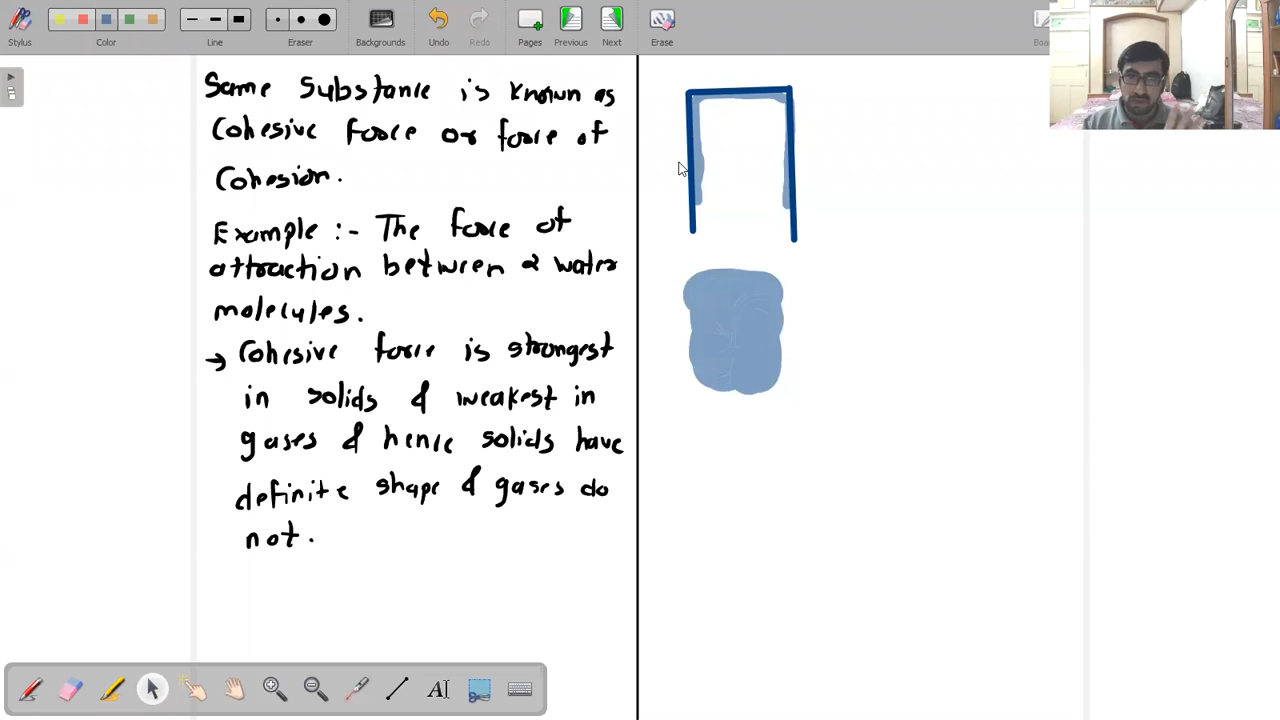 Stylus
Color
Line
Eraser
Backgrounds
Undo
Redo
Pages
Previous
Next
Erase
Same Substance is known as
Cohesive Force or force of
Cohesion.
Example :- The force of
attraction between 2 water
molecules.
→ Cohesive force is strongest
in solids & weakest in
gases & hence solids have
definite shape & gases do
not.